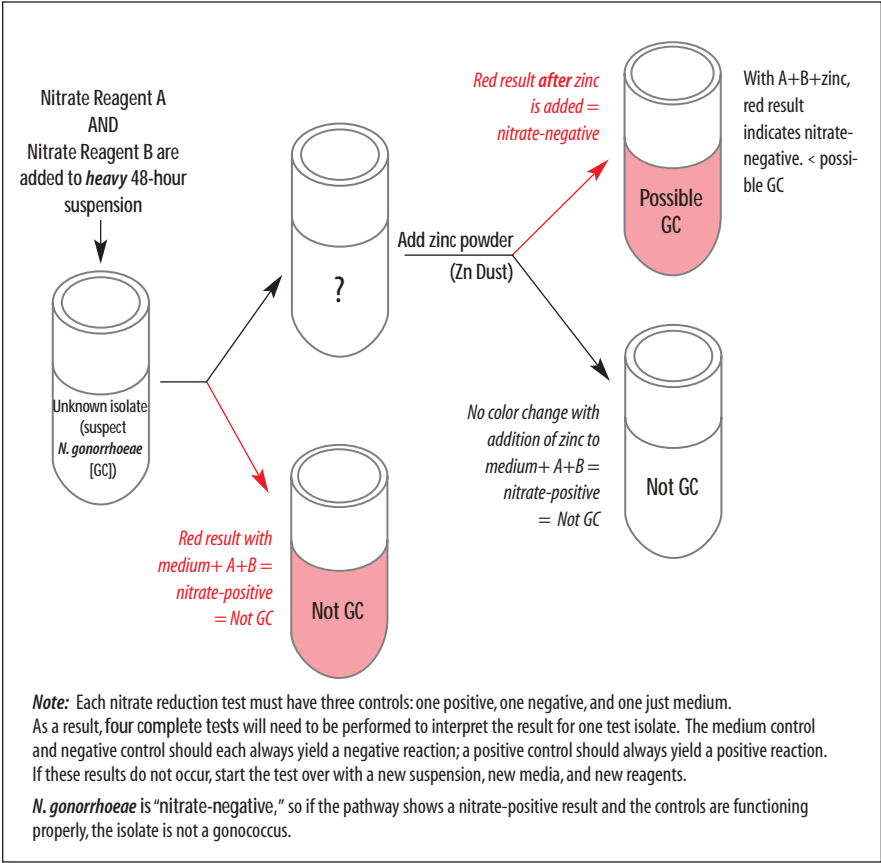 Nitrate Reagent A
AND
Nitrate Reagent B are
added to heavy 48-hour
suspension
Unknown isolate
(suspect
N. gonorrhoeae
[GC])
?
Red result with
medium+ A+B =
nitrate-positive
= Not GC
Not GC
Add zinc powder
(Zn Dust)
Red result after zinc
is added =
nitrate-negative
Possible
GC
With A+B+zinc,
red result
indicates nitrate-
negative. < possi-
ble GC
No color change with
addition of zinc to
medium+ A+B =
nitrate-positive
= Not GC
Not GC
Note: Each nitrate reduction test must have three controls: one positive, one negative, and one just medium.
As a result, four complete tests will need to be performed to interpret the result for one test isolate. The medium control
and negative control should each always yield a negative reaction; a positive control should always yield a positive reaction.
If these results do not occur, start the test over with a new suspension, new media, and new reagents.
N. gonorrhoeae is "nitrate-negative," so if the pathway shows a nitrate-positive result and the controls are functioning
properly, the isolate is not a gonococcus.